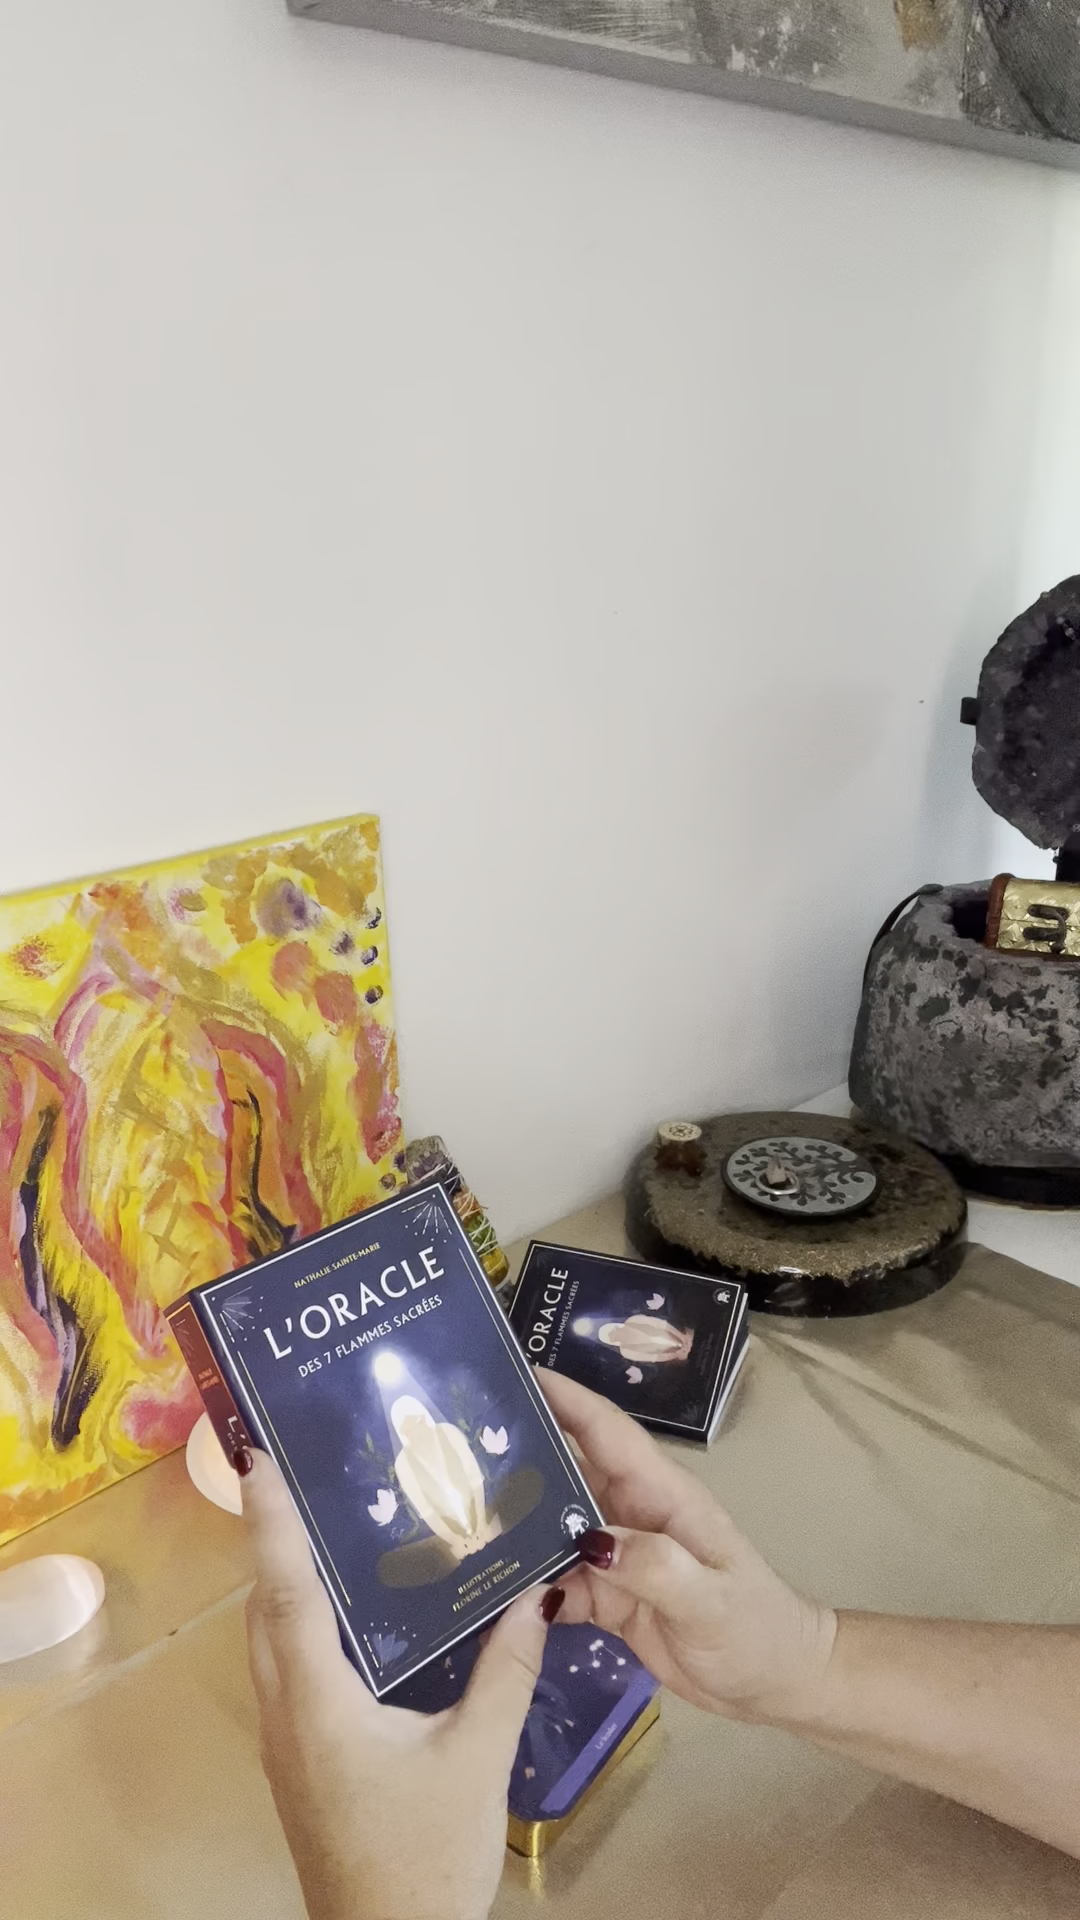 NATHALIE SAINTE-MARIE
L'ORACLE
DES 7 FLAMMES SACRÉES
ILLUSTRATIONS
FLORINE LE RICHON
L'ORACLE
DES 7 FLAMMES SACRÉES